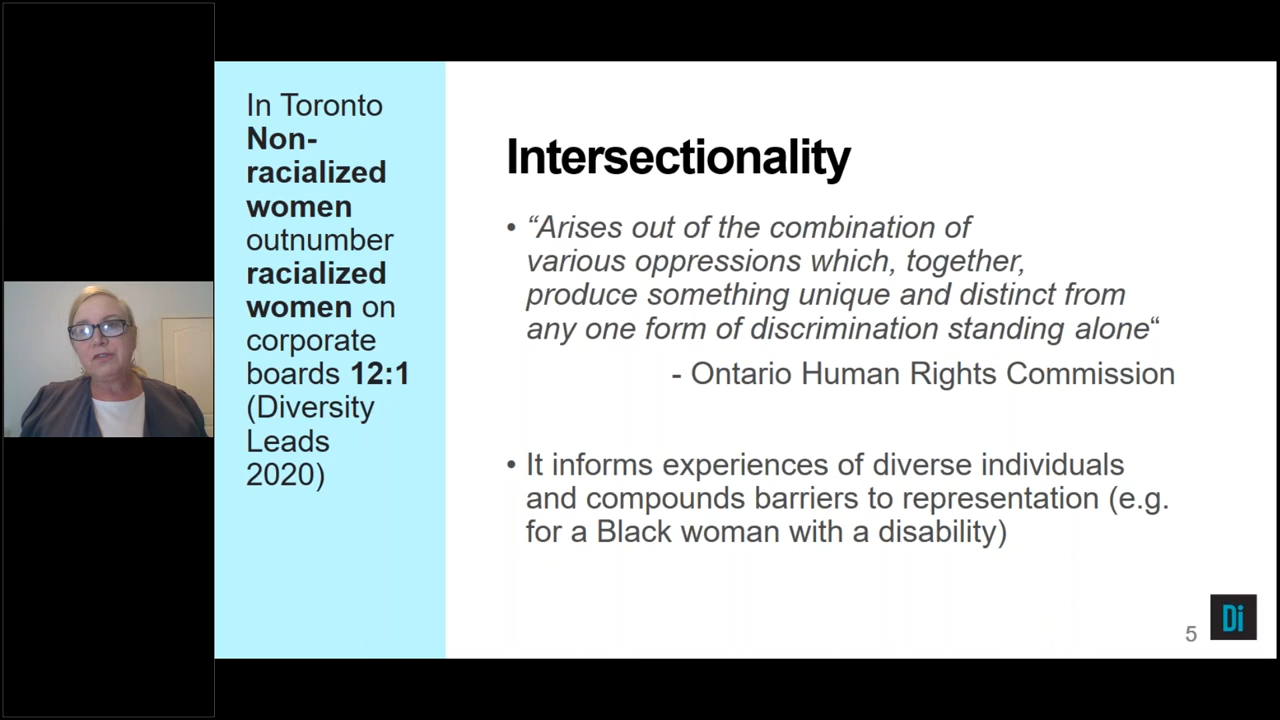 In Toronto
Non-
racialized
women
outnumber
racialized
women on
corporate
boards 12:1
(Diversity
Leads
2020)
Intersectionality
• “Arises out of the combination of
various oppressions which, together,
produce something unique and distinct from
any one form of discrimination standing alone“
- Ontario Human Rights Commission
• It informs experiences of diverse individuals
and compounds barriers to representation (e.g.
for a Black woman with a disability)
5
Di